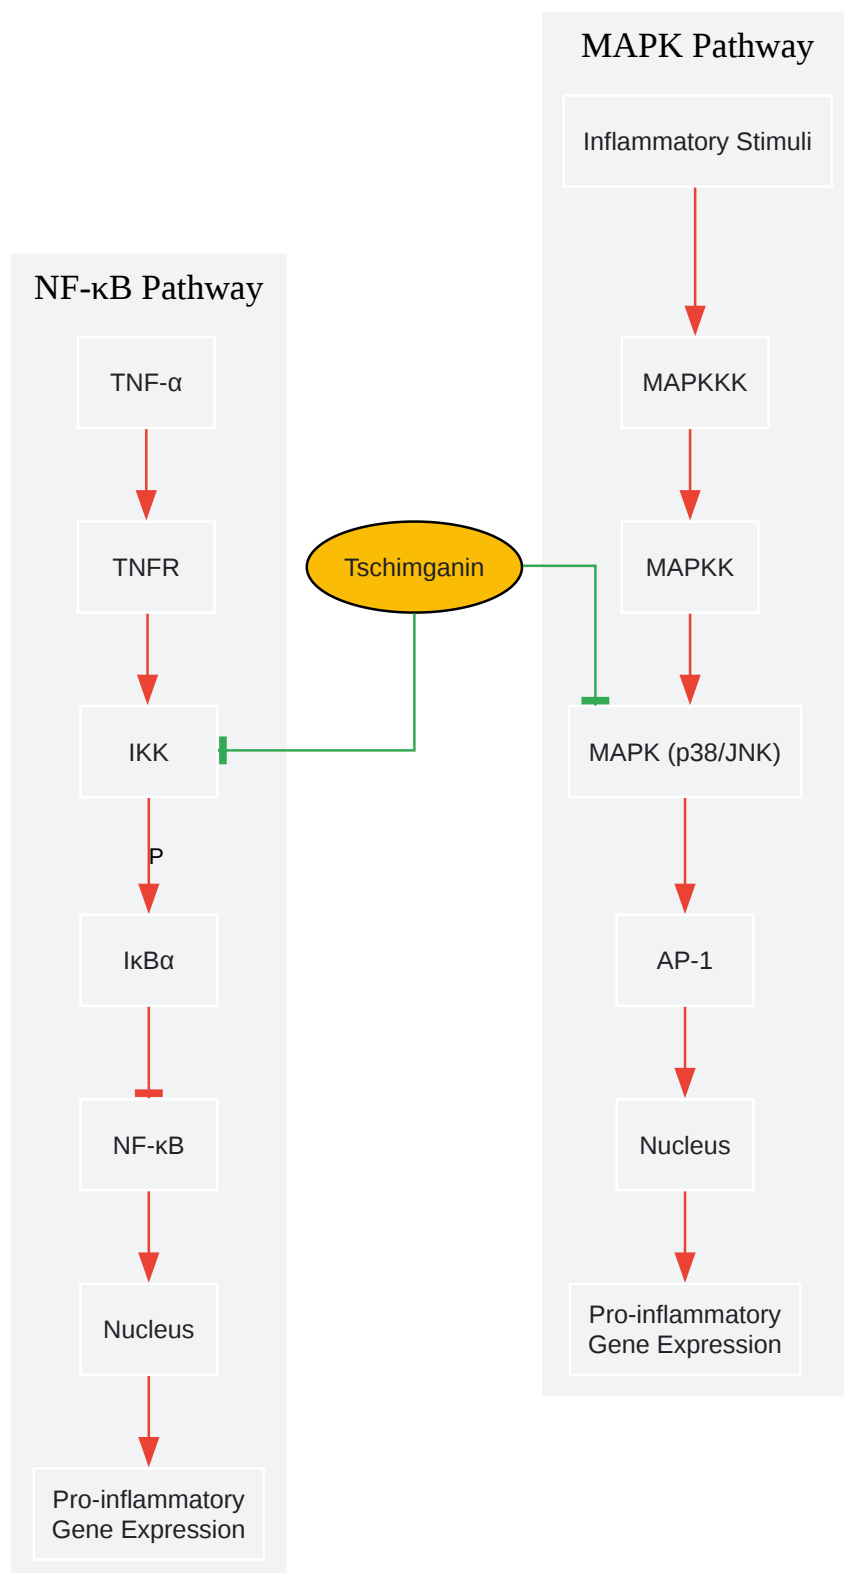 MAPK Pathway
Inflammatory Stimuli
MAPKKK
MAPKK
MAPK (p38/JNK)
AP-1
Nucleus
Pro-inflammatory
Gene Expression
Tschimganin
NF-κB Pathway
TNF-α
TNFR
IKK
P
IκBα
NF-κB
Nucleus
Pro-inflammatory
Gene Expression